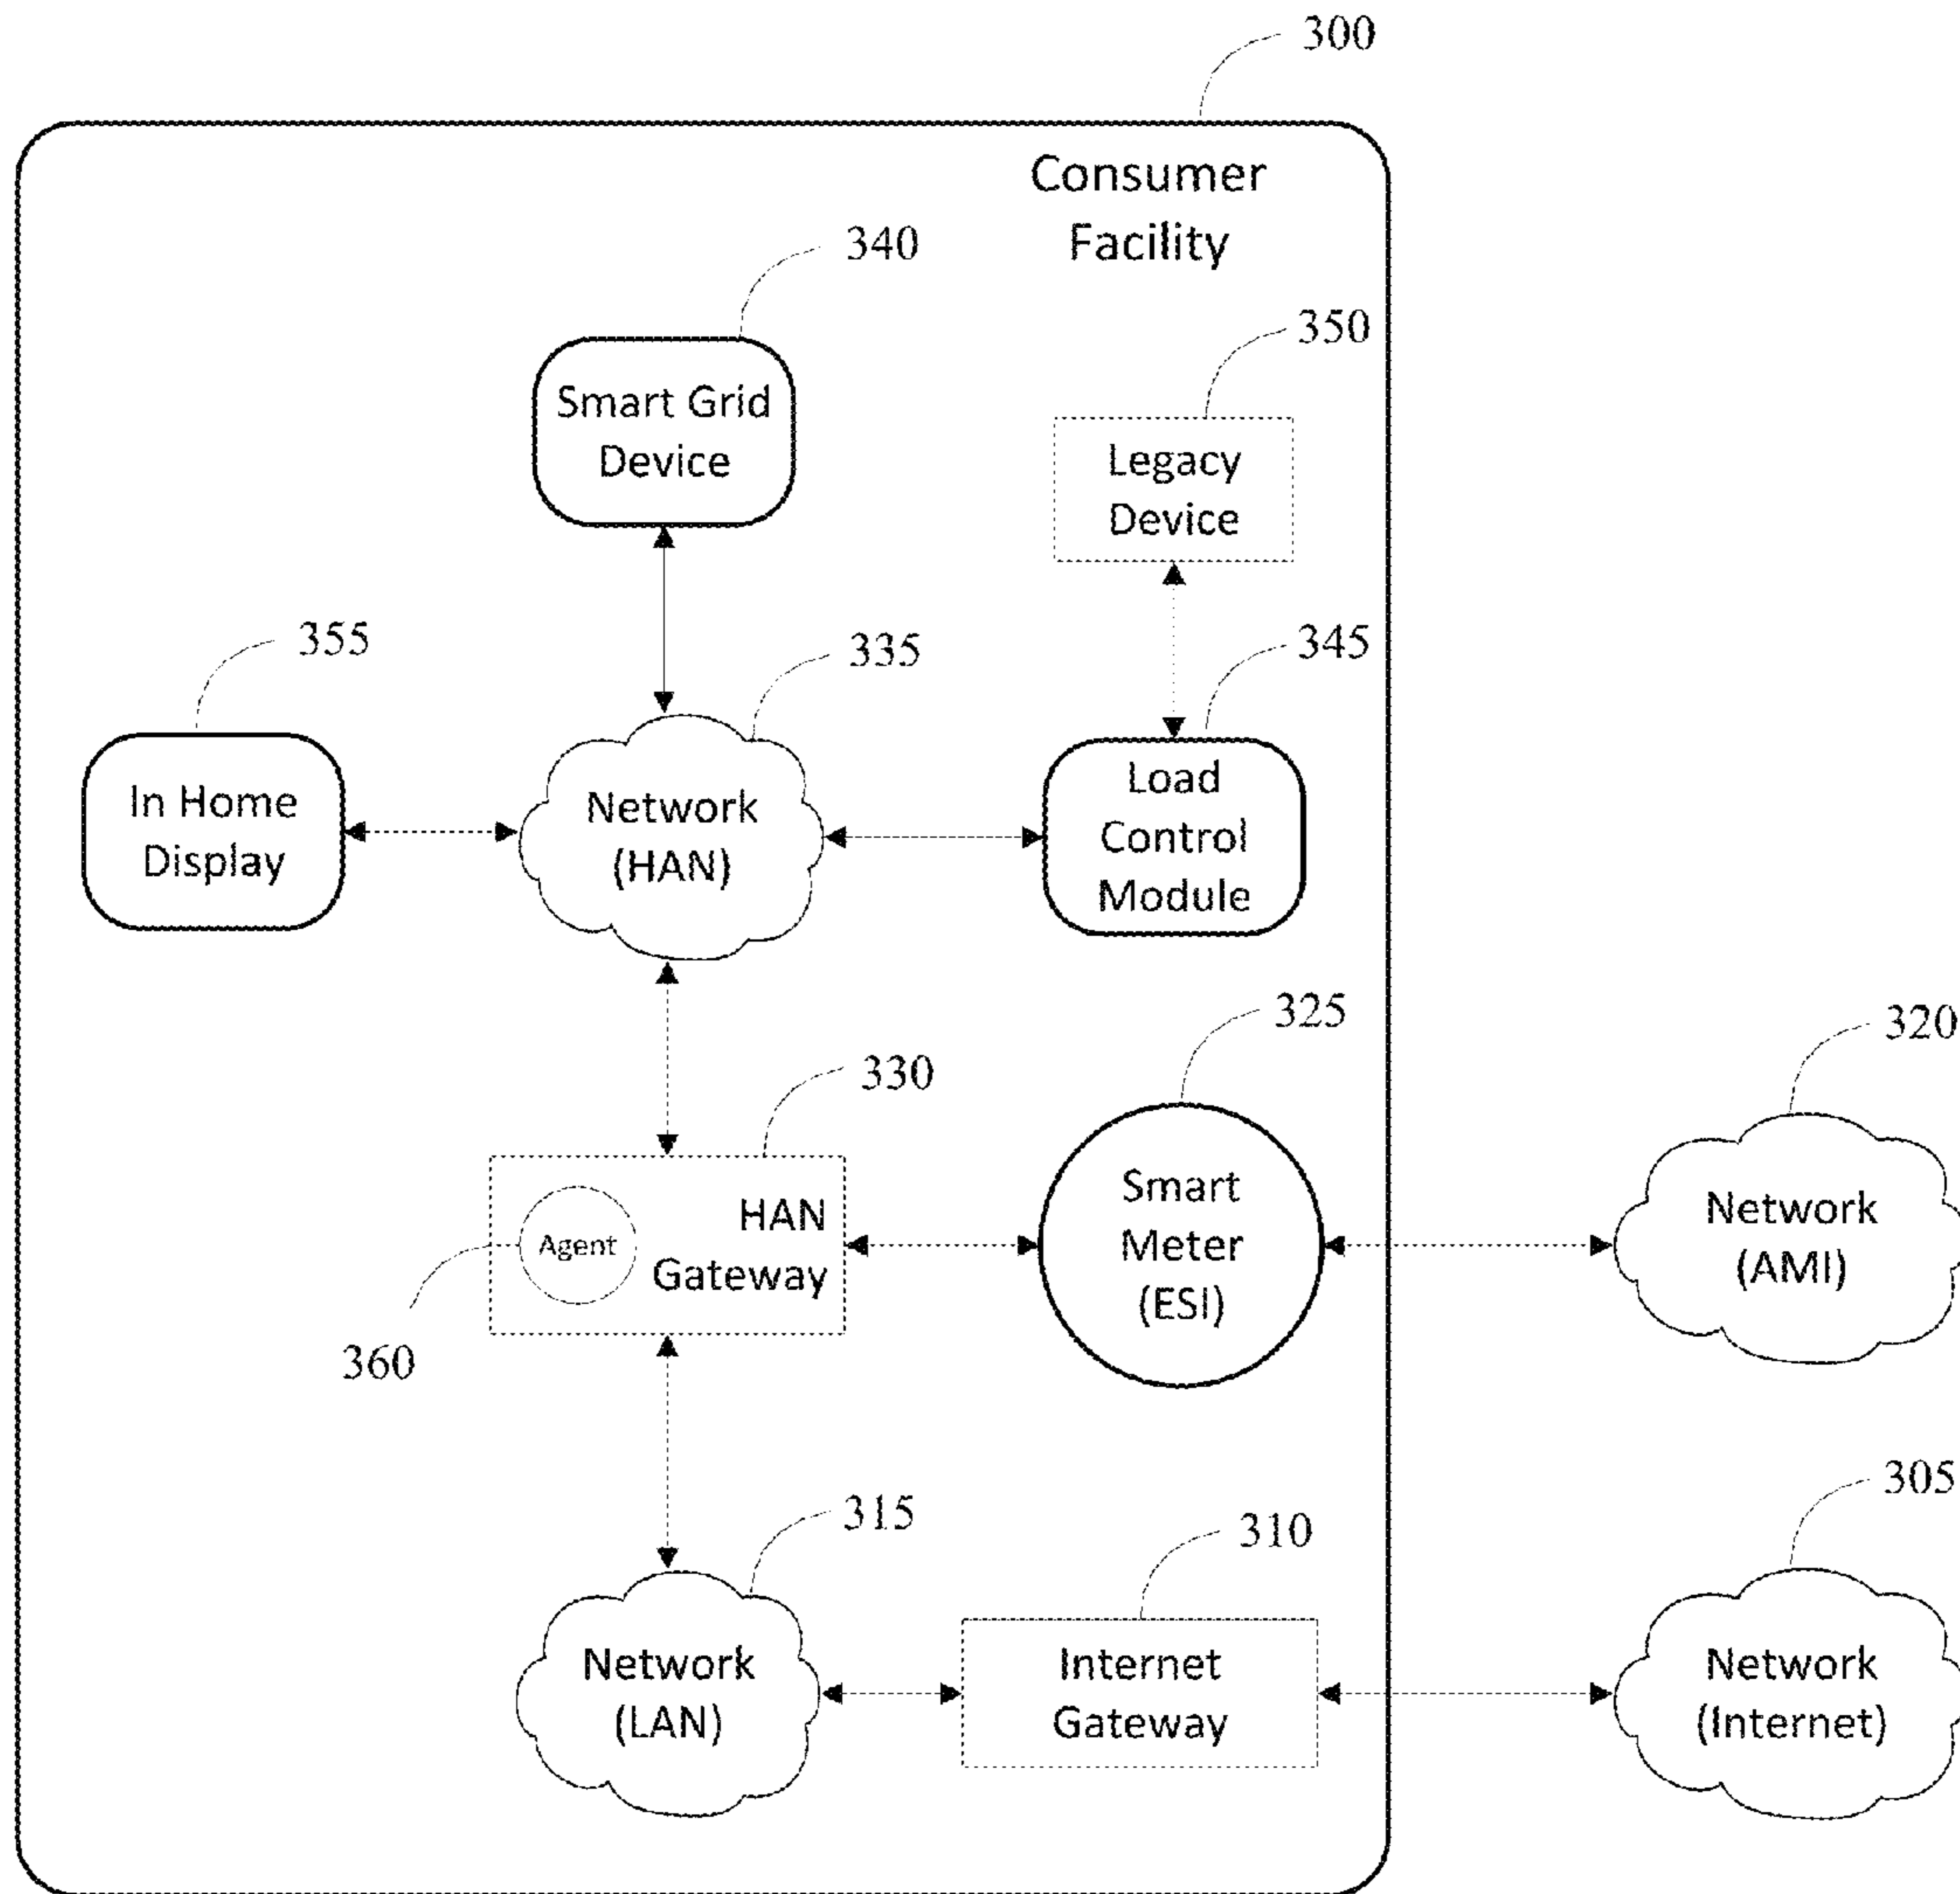 300
Consumer
Facility
340
Smart Grid
Device
350
Legacy
Device
355
In Home
Display
335
Network
(HAN)
345
Load
Control
Module
330
HAN
Gateway
Agent
360
325
Smart
Meter
(ESI)
320
Network
(AMI)
315
Network
(LAN)
310
Internet
Gateway
305
Network
(Internet)